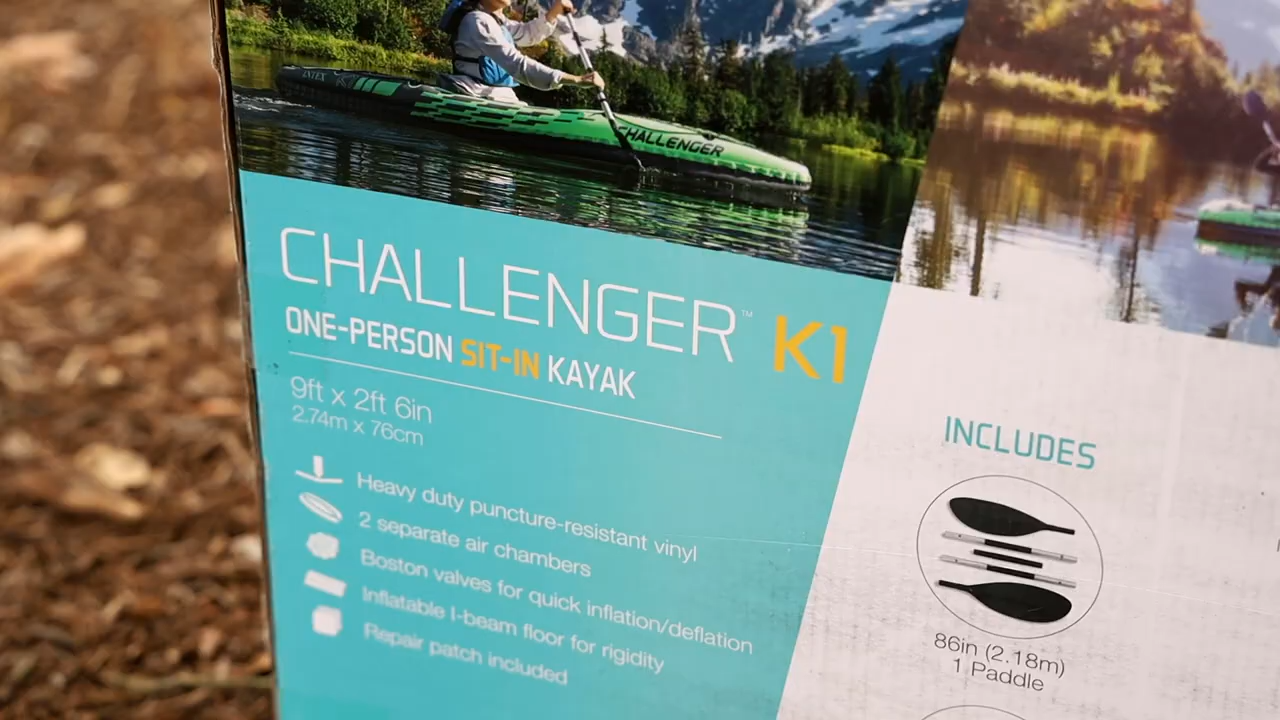 INTEX
CHALLENGER
CHALLENGER™ K1
ONE-PERSON SIT-IN KAYAK
9ft x 2ft 6in
2.74m x 76cm
Heavy duty puncture-resistant vinyl
2 separate air chambers
Boston valves for quick inflation/deflation
Inflatable I-beam floor for rigidity
Repair patch included
INCLUDES
86in (2.18m)
1 Paddle